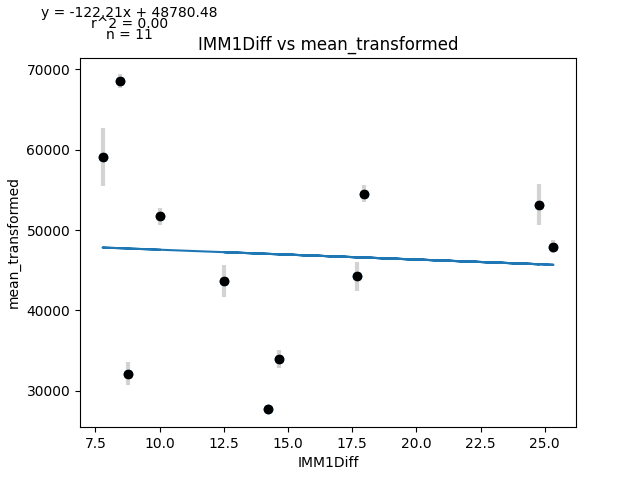 y = -122.21x + 48780.48
r^2 = 0.00
n = 11
IMM1Diff vs mean_transformed
70000
60000
50000
40000
30000
mean_transformed
7.5 10.0 12.5 15.0 17.5 20.0 22.5 25.0
IMM1Diff